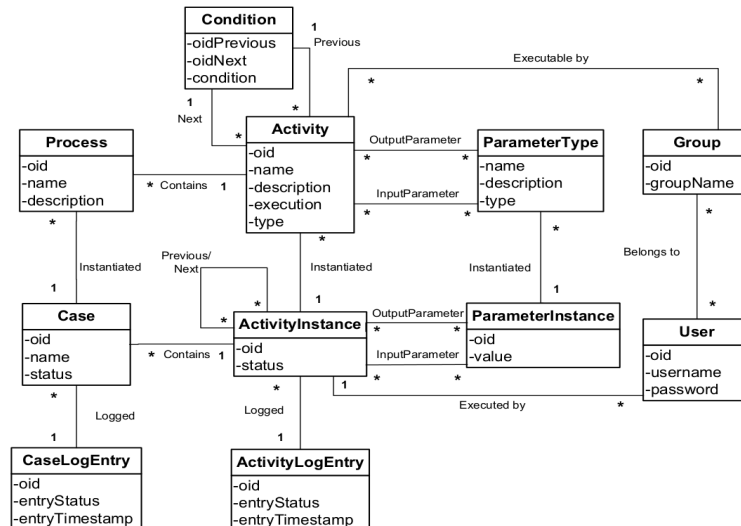 Condition
-oidPrevious
-oidNext
-condition
1
Previous
1
Next
*
*
Executable by
*
*
Process
-oid
-name
-description
*
Contains
1
Activity
-oid
-name
-description
-execution
-type
OutputParameter
*
*
InputParameter
*
*
ParameterType
-name
-description
-type
Group
-oid
-groupName
*
Instantiated
1
Previous/
Next
*
*
*
Instantiated
1
*
Instantiated
1
*
Belongs to
*
Case
-oid
-name
-status
*
Contains
1
ActivityInstance
-oid
-status
OutputParameter
*
*
InputParameter
*
*
ParameterInstance
-oid
-value
User
-oid
-username
-password
1
Executed by
*
*
Logged
1
*
Logged
1
CaseLogEntry
-oid
-entryStatus
-entryTimestamp
ActivityLogEntry
-oid
-entryStatus
-entryTimestamp